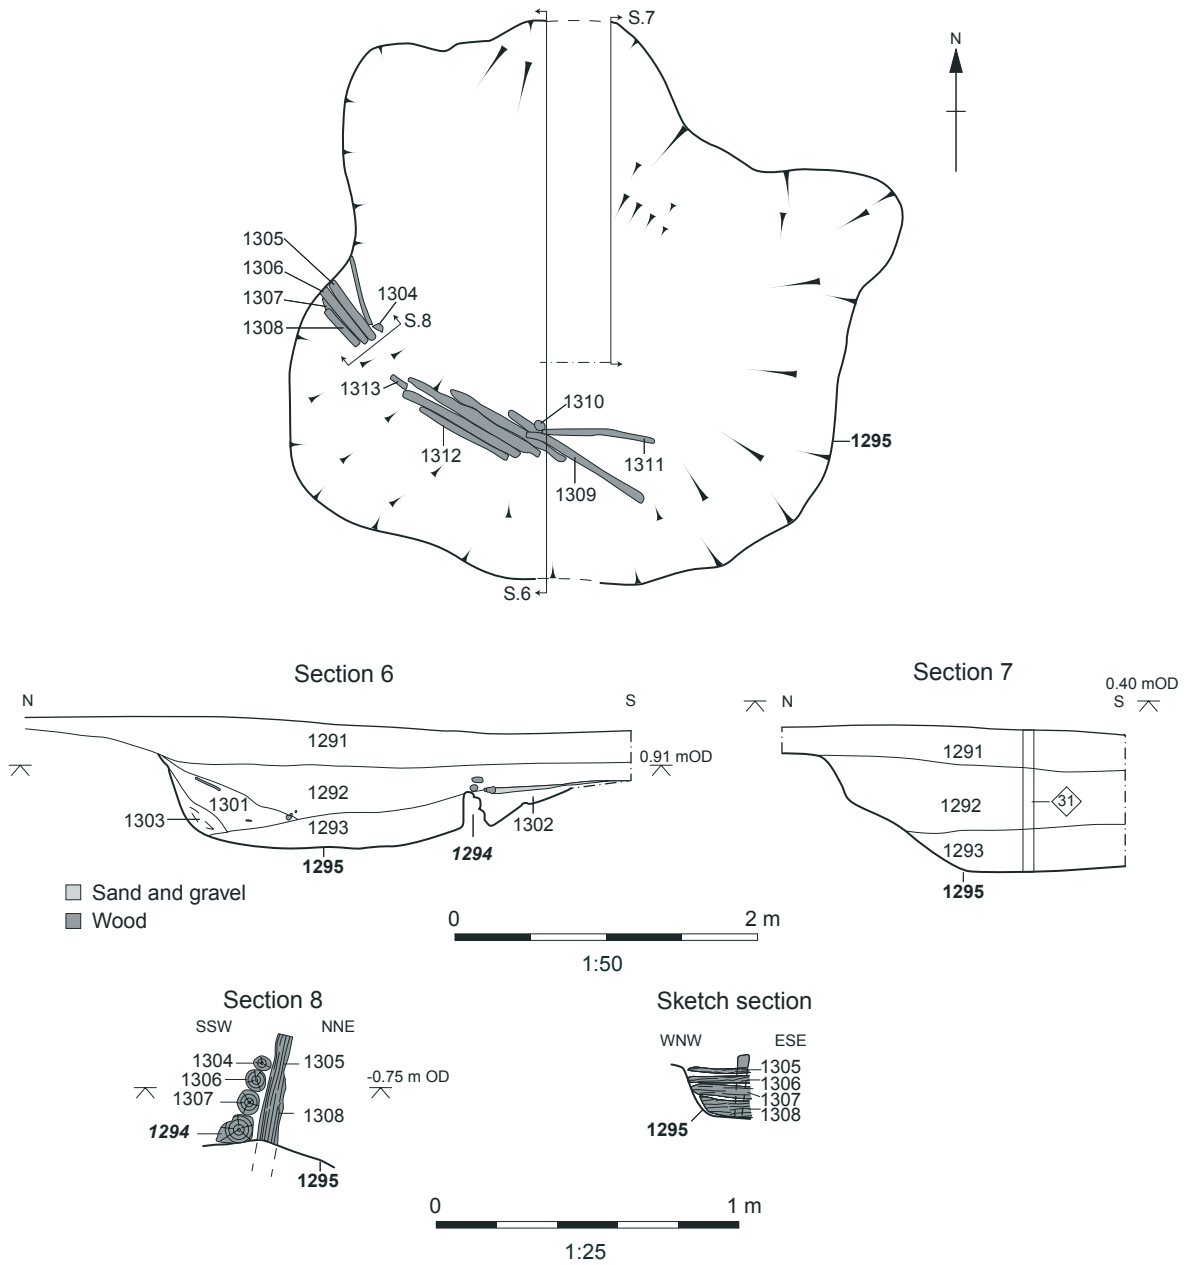 S.7
N
1305
1306
1307
1308
1304
S.8
1313
1310
1312
1311
1309
1295
S.6
Section 6
N
S
1291
0.91 mOD
1292
1301
1303
1293
1302
1294
1295
Section 7
0.40 mOD
N
S
1291
1292
31
1293
1295
Sand and gravel
Wood
0
2 m
1:50
Section 8
SSW
NNE
1304
1305
1306
-0.75 m OD
1307
1308
1294
1295
Sketch section
WNW
ESE
1305
1306
1307
1308
1295
0
1 m
1:25